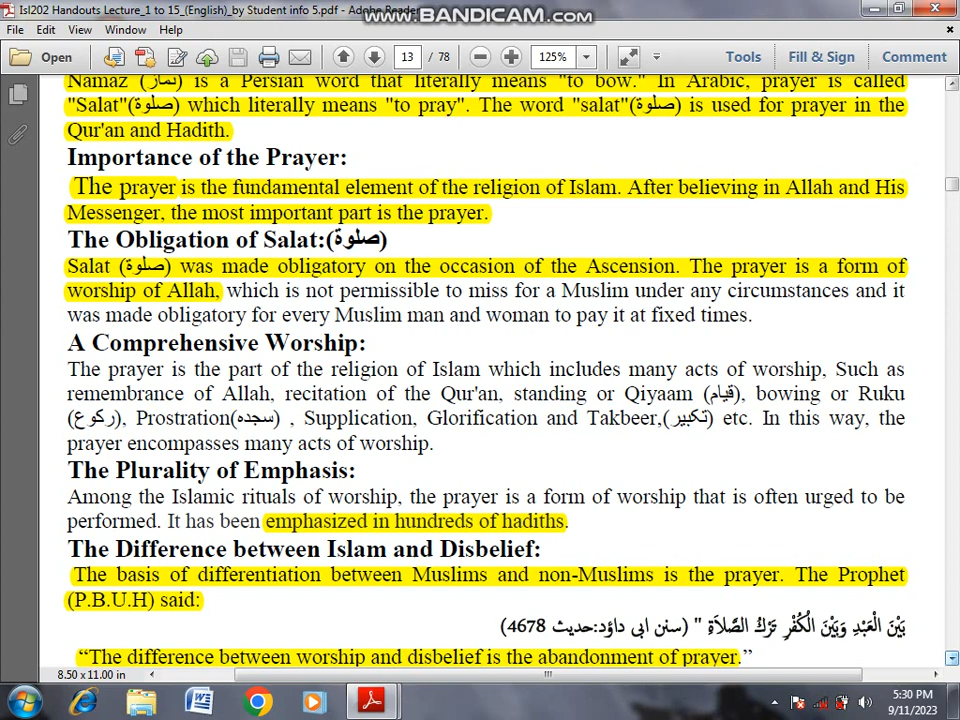 Isl202 Handouts Lecture_1 to 15_(English)_by Student info 5.pdf - Adobe Reader
www.BANDICAM.com
File Edit View Window Help
Open 13 / 78 125% Tools Fill & Sign Comment
Namaz (نماز) is a Persian word that literally means "to bow." In Arabic, prayer is called
"Salat"(صلوة) which literally means "to pray". The word "salat"(صلوة) is used for prayer in the
Qur'an and Hadith.
Importance of the Prayer:
The prayer is the fundamental element of the religion of Islam. After believing in Allah and His
Messenger, the most important part is the prayer.
The Obligation of Salat:(صلوة)
Salat (صلوة) was made obligatory on the occasion of the Ascension. The prayer is a form of
worship of Allah, which is not permissible to miss for a Muslim under any circumstances and it
was made obligatory for every Muslim man and woman to pay it at fixed times.
A Comprehensive Worship:
The prayer is the part of the religion of Islam which includes many acts of worship, Such as
remembrance of Allah, recitation of the Qur'an, standing or Qiyaam (قیام), bowing or Ruku
(رکوع), Prostration(سجدہ) , Supplication, Glorification and Takbeer,(تکبیر) etc. In this way, the
prayer encompasses many acts of worship.
The Plurality of Emphasis:
Among the Islamic rituals of worship, the prayer is a form of worship that is often urged to be
performed. It has been emphasized in hundreds of hadiths.
The Difference between Islam and Disbelief:
The basis of differentiation between Muslims and non-Muslims is the prayer. The Prophet
(P.B.U.H) said:
بَيْنَ الْعَبْدِ وَبَيْنَ الْكُفْرِ تَرْكُ الصَّلاَةِ " (سنن ابی داؤد:حدیث 4678)
“The difference between worship and disbelief is the abandonment of prayer.”
8.50 x 11.00 in
5:30 PM
9/11/2023